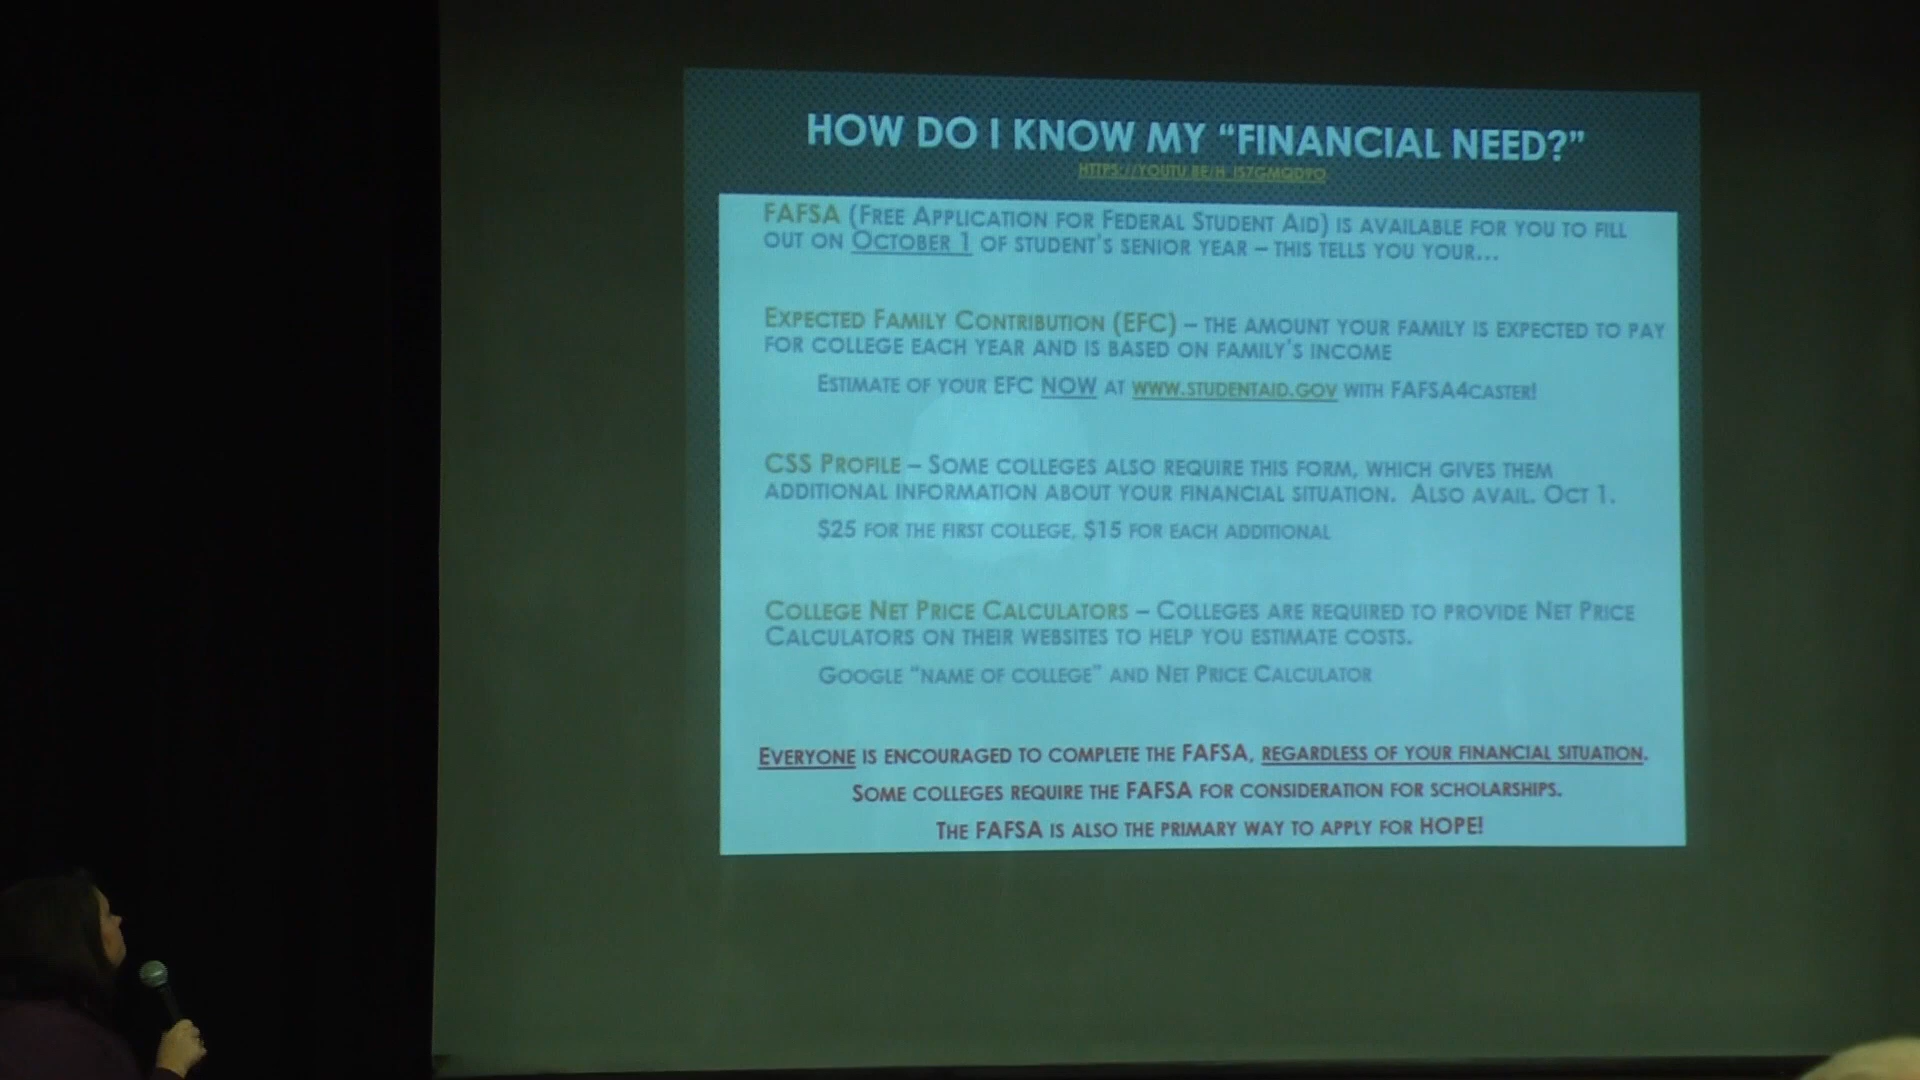 HOW DO I KNOW MY “FINANCIAL NEED?”
FAFSA (FREE APPLICATION FOR FEDERAL STUDENT AID) IS AVAILABLE FOR YOU TO FILL
OUT ON OCTOBER 1 OF STUDENT'S SENIOR YEAR – THIS TELLS YOU YOUR...
EXPECTED FAMILY CONTRIBUTION (EFC) – THE AMOUNT YOUR FAMILY IS EXPECTED TO PAY
FOR COLLEGE EACH YEAR AND IS BASED ON FAMILY'S INCOME
ESTIMATE OF YOUR EFC NOW AT WWW.STUDENTAID.GOV WITH FAFSA4CASTER!
CSS PROFILE – SOME COLLEGES ALSO REQUIRE THIS FORM, WHICH GIVES THEM
ADDITIONAL INFORMATION ABOUT YOUR FINANCIAL SITUATION. ALSO AVAIL. OCT 1.
$25 FOR THE FIRST COLLEGE, $15 FOR EACH ADDITIONAL
COLLEGE NET PRICE CALCULATORS – COLLEGES ARE REQUIRED TO PROVIDE NET PRICE
CALCULATORS ON THEIR WEBSITES TO HELP YOU ESTIMATE COSTS.
GOOGLE “NAME OF COLLEGE” AND NET PRICE CALCULATOR
EVERYONE IS ENCOURAGED TO COMPLETE THE FAFSA, REGARDLESS OF YOUR FINANCIAL SITUATION.
SOME COLLEGES REQUIRE THE FAFSA FOR CONSIDERATION FOR SCHOLARSHIPS.
THE FAFSA IS ALSO THE PRIMARY WAY TO APPLY FOR HOPE!